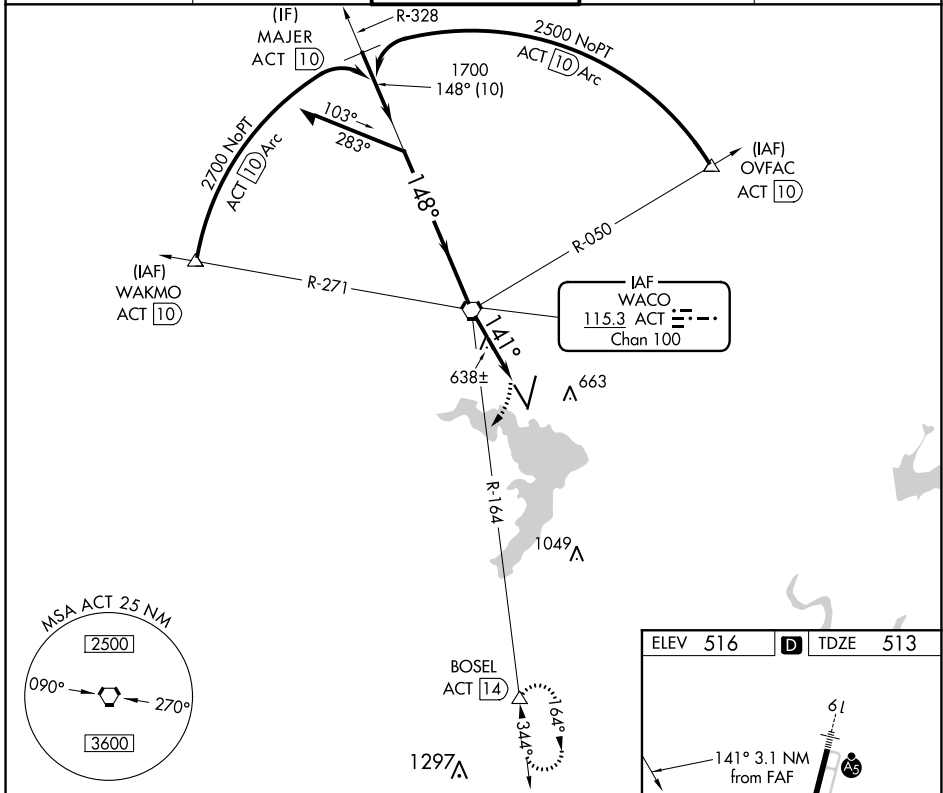 (IF)
MAJER
ACT 10
R-328
2500 NoPT
ACT 10 Arc
1700
148° (10)
103°
283°
2700 NoPT
ACT 10 Arc
148°
(IAF)
OVFAC
ACT 10
R-050
(IAF)
WAKMO
ACT 10
R-271
IAF
WACO
115.3 ACT
Chan 100
141°
638±
663
R-164
1049
MSA ACT 25 NM
2500
090°
270°
3600
BOSEL
ACT 14
344°
164°
1297
ELEV 516 D TDZE 513
19
141° 3.1 NM
from FAF
A5